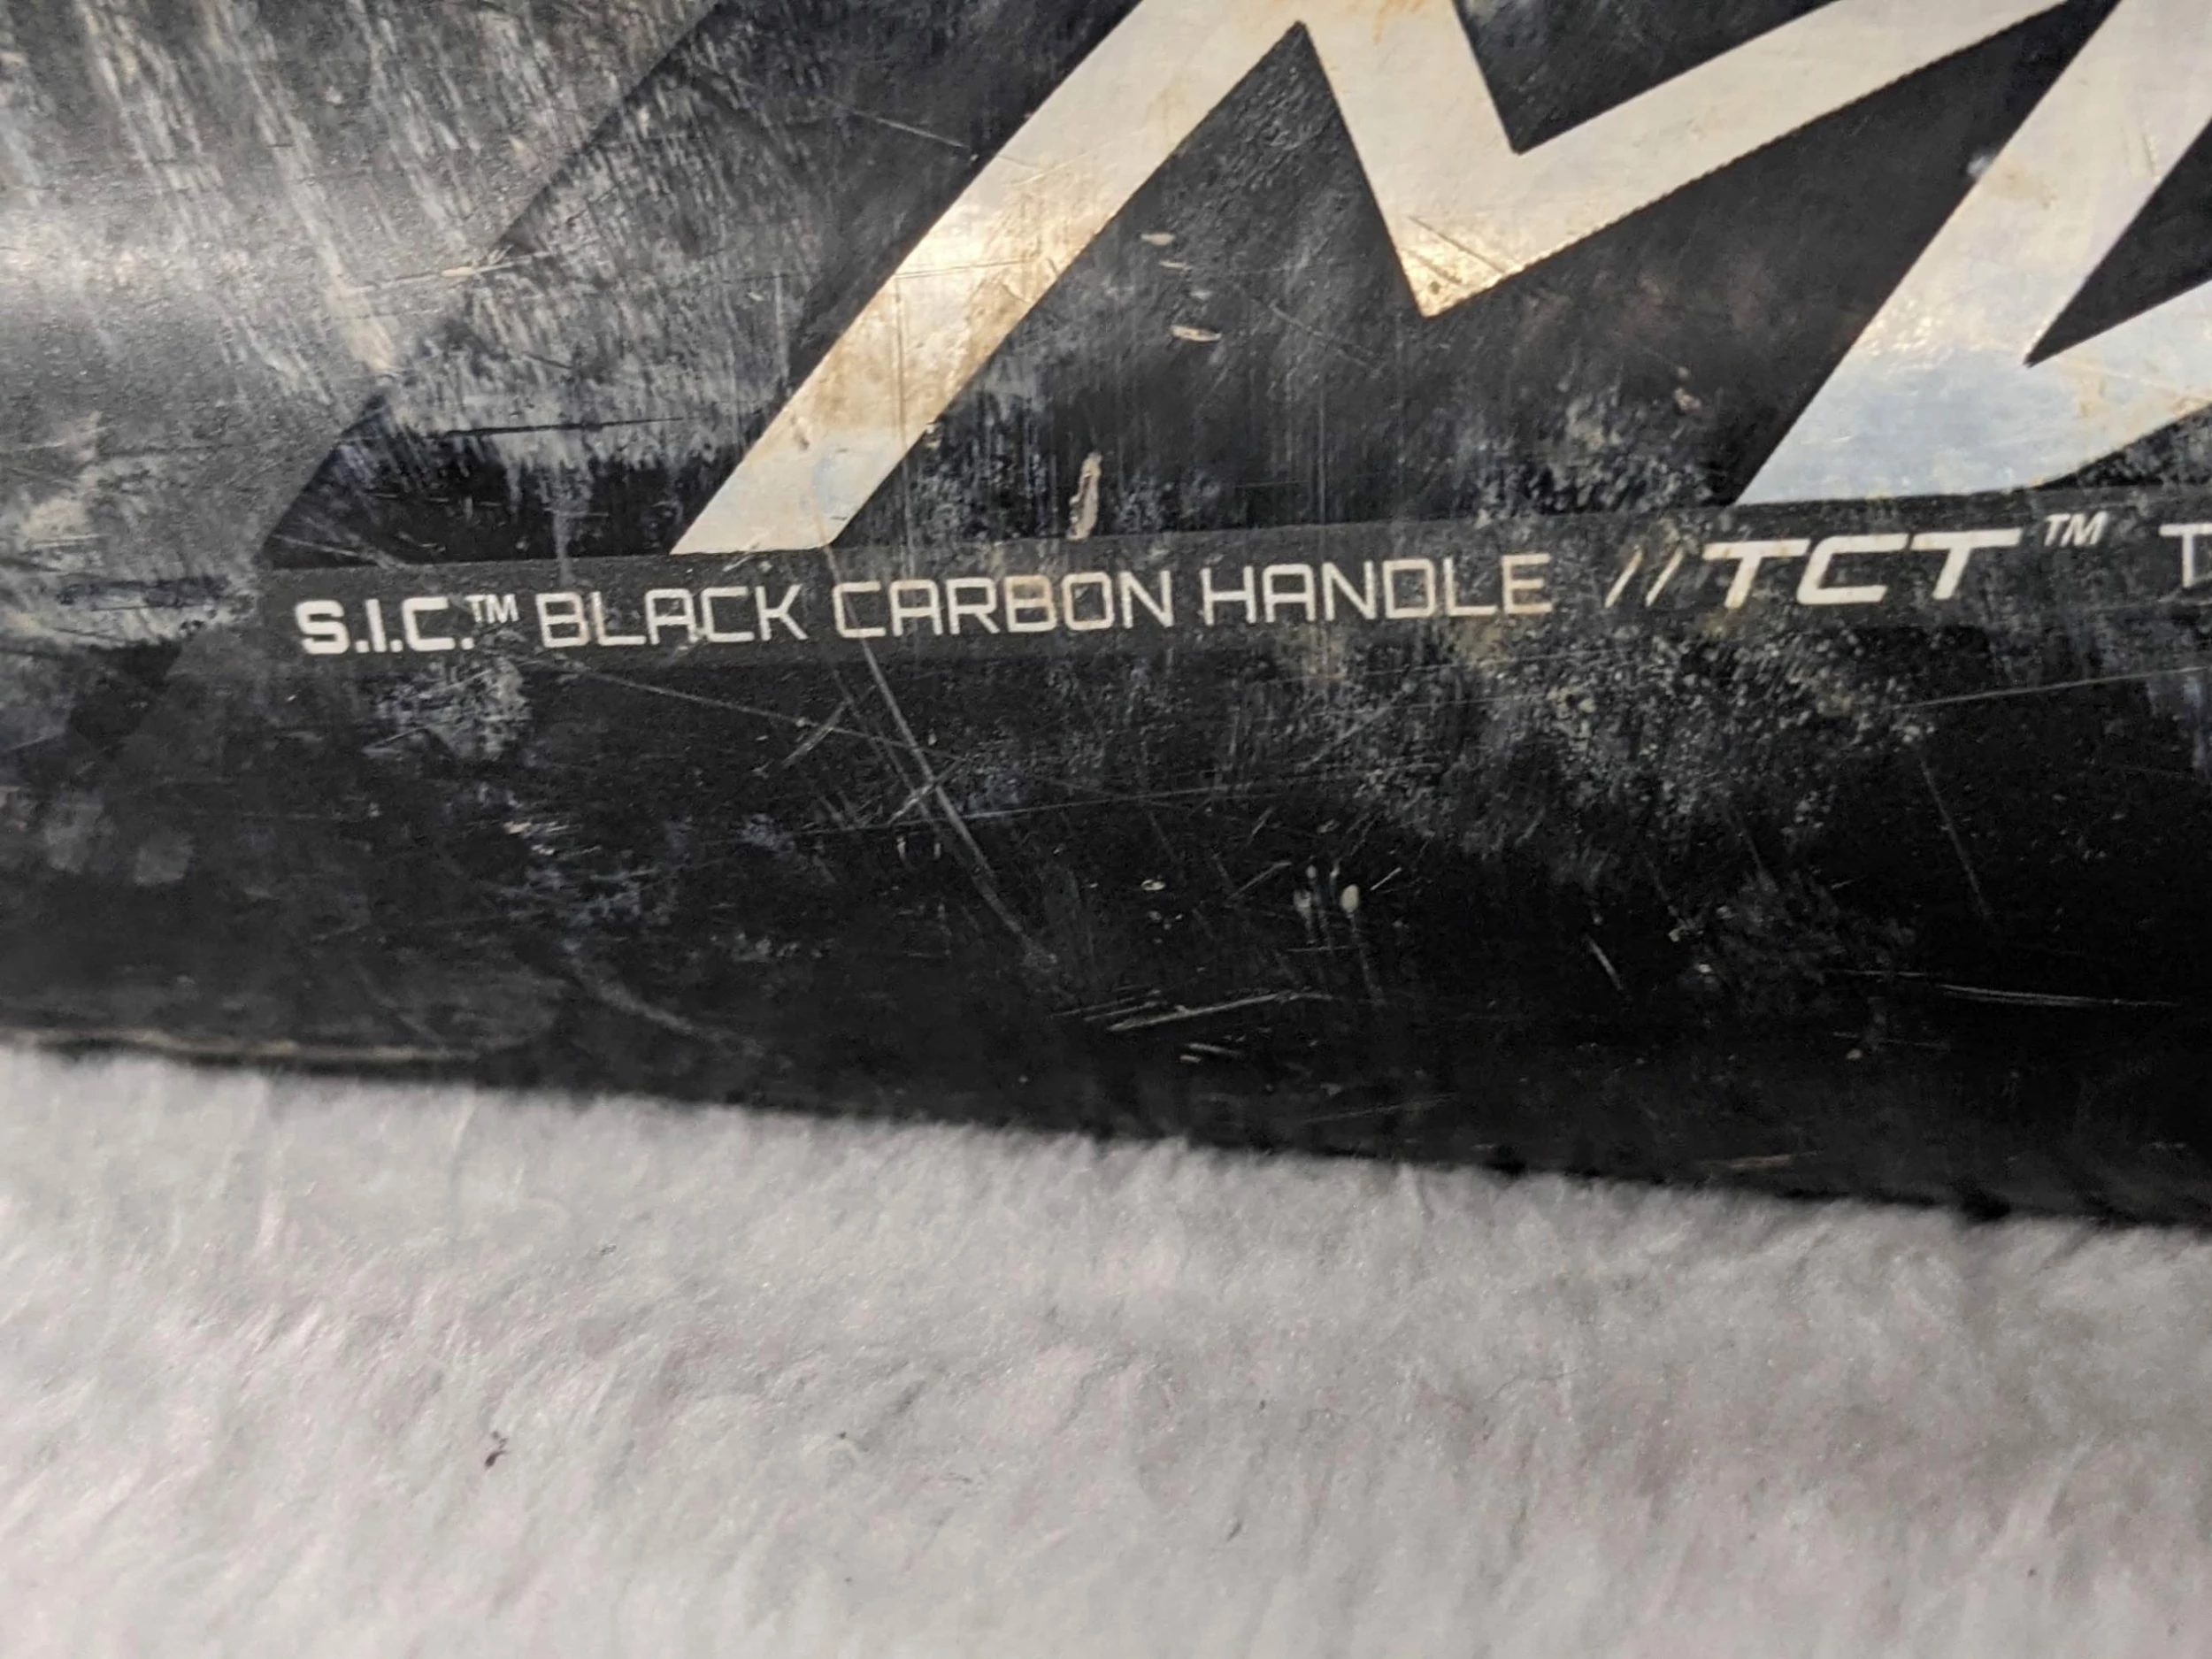 S.I.C.™ BLACK CARBON HANDLE //TCT™